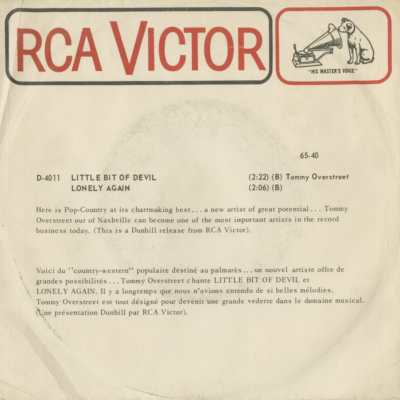 RCA VICTOR
"HIS MASTER'S VOICE"
65-40
D-4011 LITTLE BIT OF DEVIL (2:22) (B) Tommy Overstreet
LONELY AGAIN (2:06) (B)
Here is Pop-Country at its chartmaking best... a new artist of great potential... Tommy
Overstreet out of Nashville can become one of the most important artists in the record
business today. (This is a Dunhill release from RCA Victor).
Voici du "country-western" populaire destiné au palmarès... un nouvel artiste offre de
grandes possibilités... Tommy Overstreet chante LITTLE BIT OF DEVIL et
LONELY AGAIN. Il y a longtemps que nous n'avions entendu de si belles mélodies.
Tommy Overstreet est tout désigné pour devenir une grande vedette dans le domaine musical.
(Une présentation Dunhill par RCA Victor).